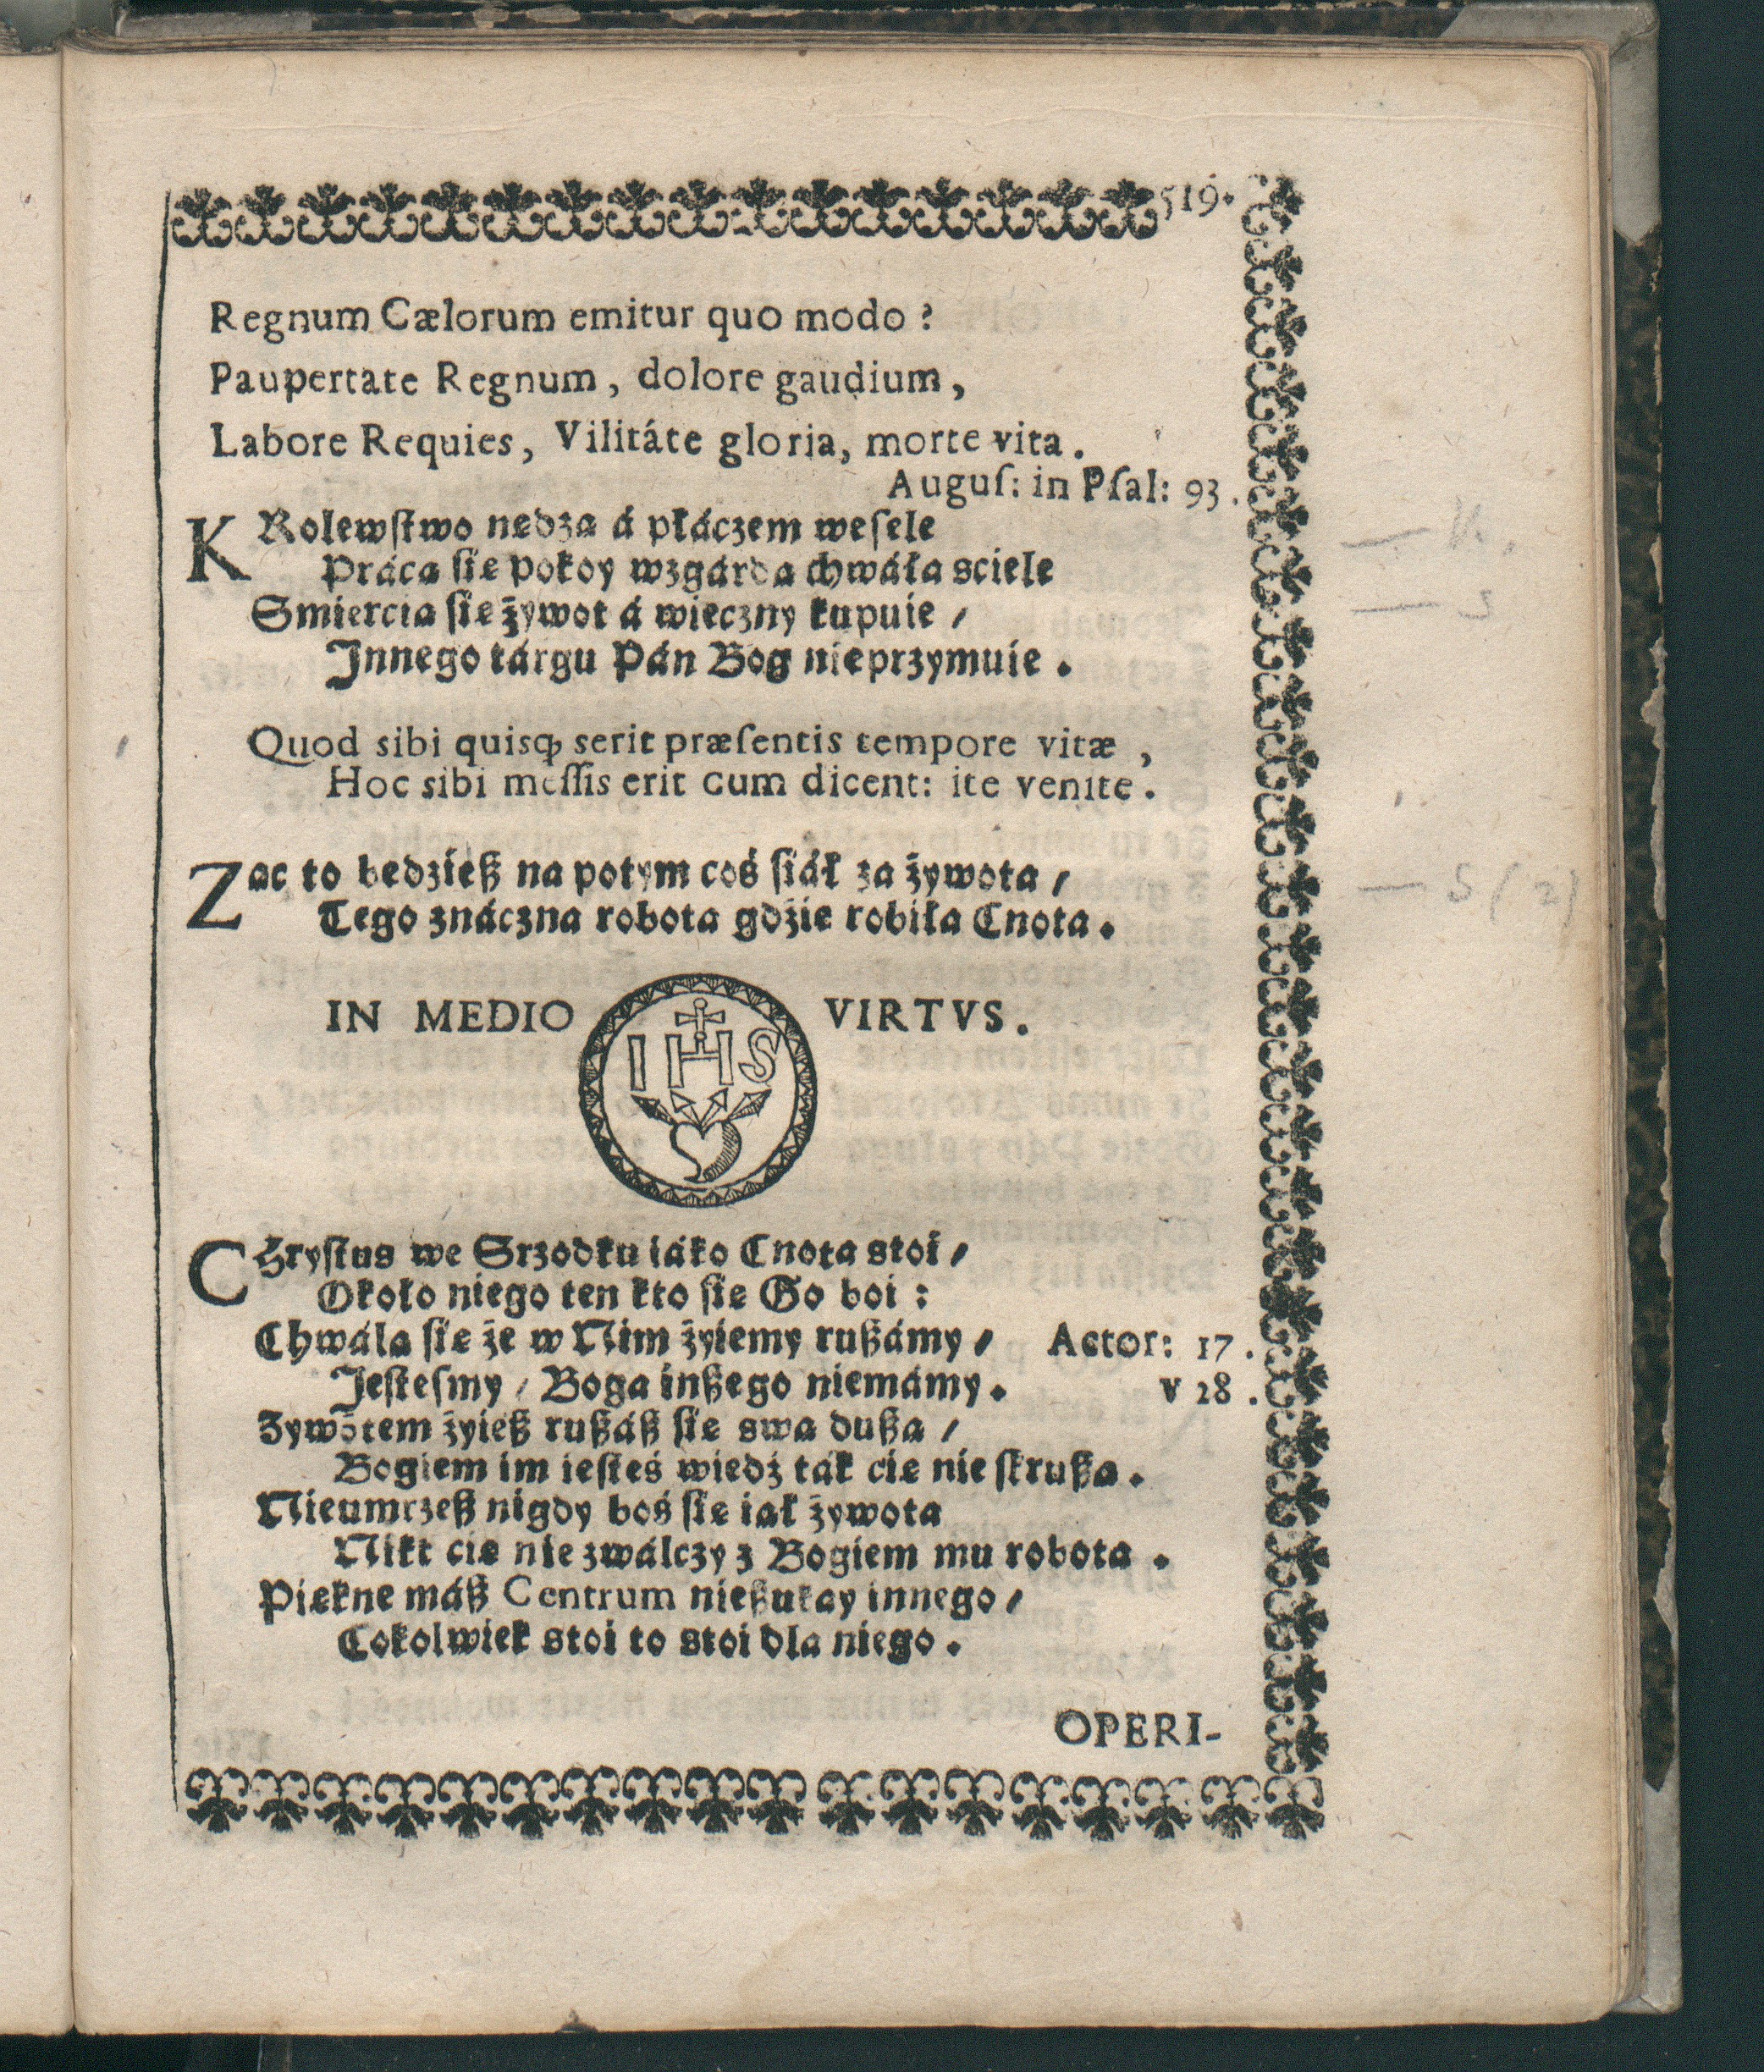 519.
Regnum Cælorum emitur quo modo ?
Paupertate Regnum , dolore gaudium ,
Labore Requies , Vilitáte gloria, morte vita .
Auguſ: in Pſal: 93 .
KRolewſtwo nedza á płáczem weſele
Práca ſie pokoy wzgárda chwáła sciele
Smiercia ſie żywot á wieczny kupuie /
Jnnego tárgu Pán Bog nieprzymuie .
Quod sibi quisq́ꝫ serit præſentis tempore vitæ ,
Hoc sibi meſſis erit cum dicent: ite venite .
Zac to bedzieß na potym coś śiáł za żywota /
Tego znáczna robota gdźie robiła Cnota .
IN MEDIO VIRTVS .
IHS
CHryſtus we Srzodku iáko Cnota stoi /
Około niego ten kto ſie Go boi :
Chwála ſie że w Nim żyiemy rußámy / Actor: 17 .
Jeſteſmy / Boga inßego niemámy . v 28 .
Zywotem żyieß rußáß ſie swa dußa /
Bogiem im ieſteś wiedź ták cie nie ſkrußa .
Nieumrzeß nigdy boś ſie iał żywota
Nikt cie nie zwálczy z Bogiem mu robota .
Piekne máß Centrum nießukay innego /
Cokolwiek stoi to stoi dla niego .
OPERI-